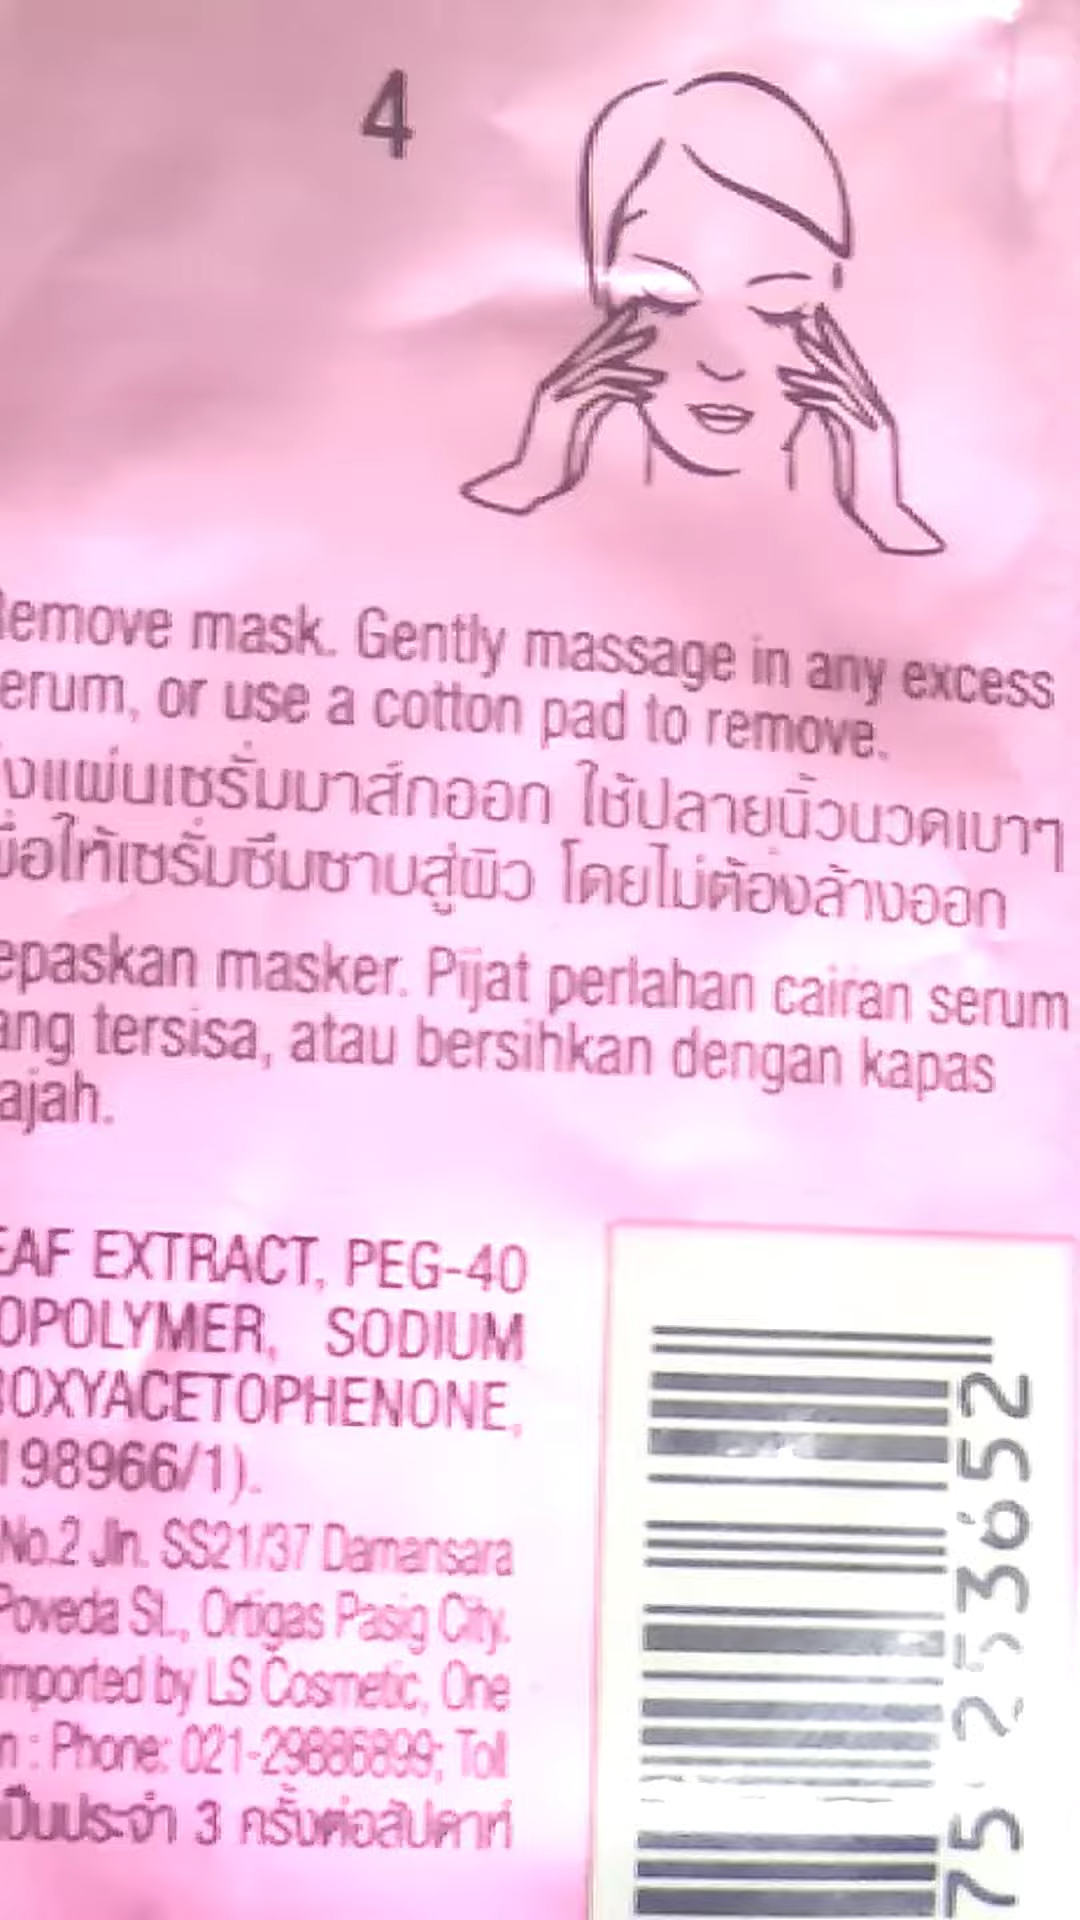 4
Remove mask. Gently massage in any excess
erum, or use a cotton pad to remove.
แผ่นเซรั่มมาส์กออก ใช้ปลายนิ้วนวดเบาๆ
ให้เซรั่มซึมซาบสู่ผิว โดยไม่ต้องล้างออก
epaskan masker. Pijat perlahan cairan serum
ang tersisa, atau bersihkan dengan kapas
ajah.
EAF EXTRACT, PEG-40
OPOLYMER, SODIUM
ROXYACETOPHENONE,
198966/1).
No.2 Jln. SS21/37 Damansara
Poveda St., Ortigas Pasig City.
mported by LS Cosmetic, One
n : Phone: 021-29886899; Toll
เป็นประจำ 3 ครั้งต่อสัปดาห์
75 253652